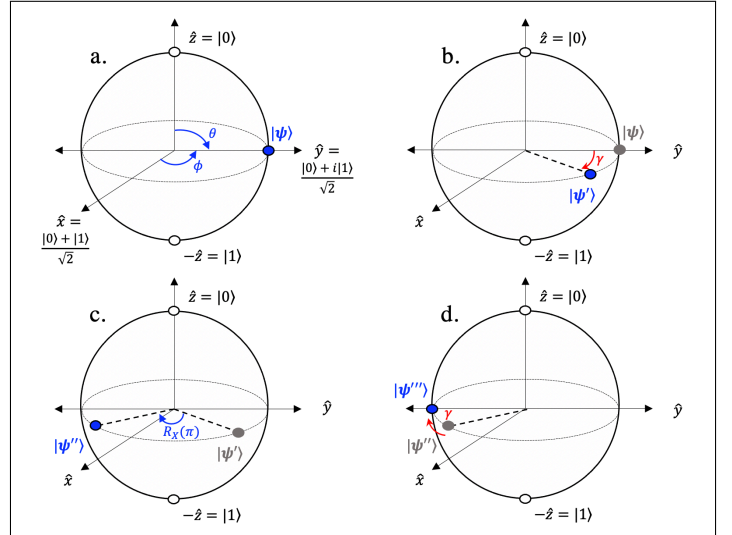 a.
ẑ = |0⟩
θ
ϕ
|ψ⟩
ŷ =
|0⟩ + i|1⟩
√2
x̂ =
|0⟩ + |1⟩
√2
−ẑ = |1⟩
b.
ẑ = |0⟩
|ψ⟩
γ
ŷ
|ψ′⟩
x̂
−ẑ = |1⟩
c.
ẑ = |0⟩
ŷ
|ψ′′⟩
R_X(π)
|ψ′⟩
x̂
−ẑ = |1⟩
d.
ẑ = |0⟩
|ψ′′′⟩
γ
ŷ
|ψ′′⟩
x̂
−ẑ = |1⟩